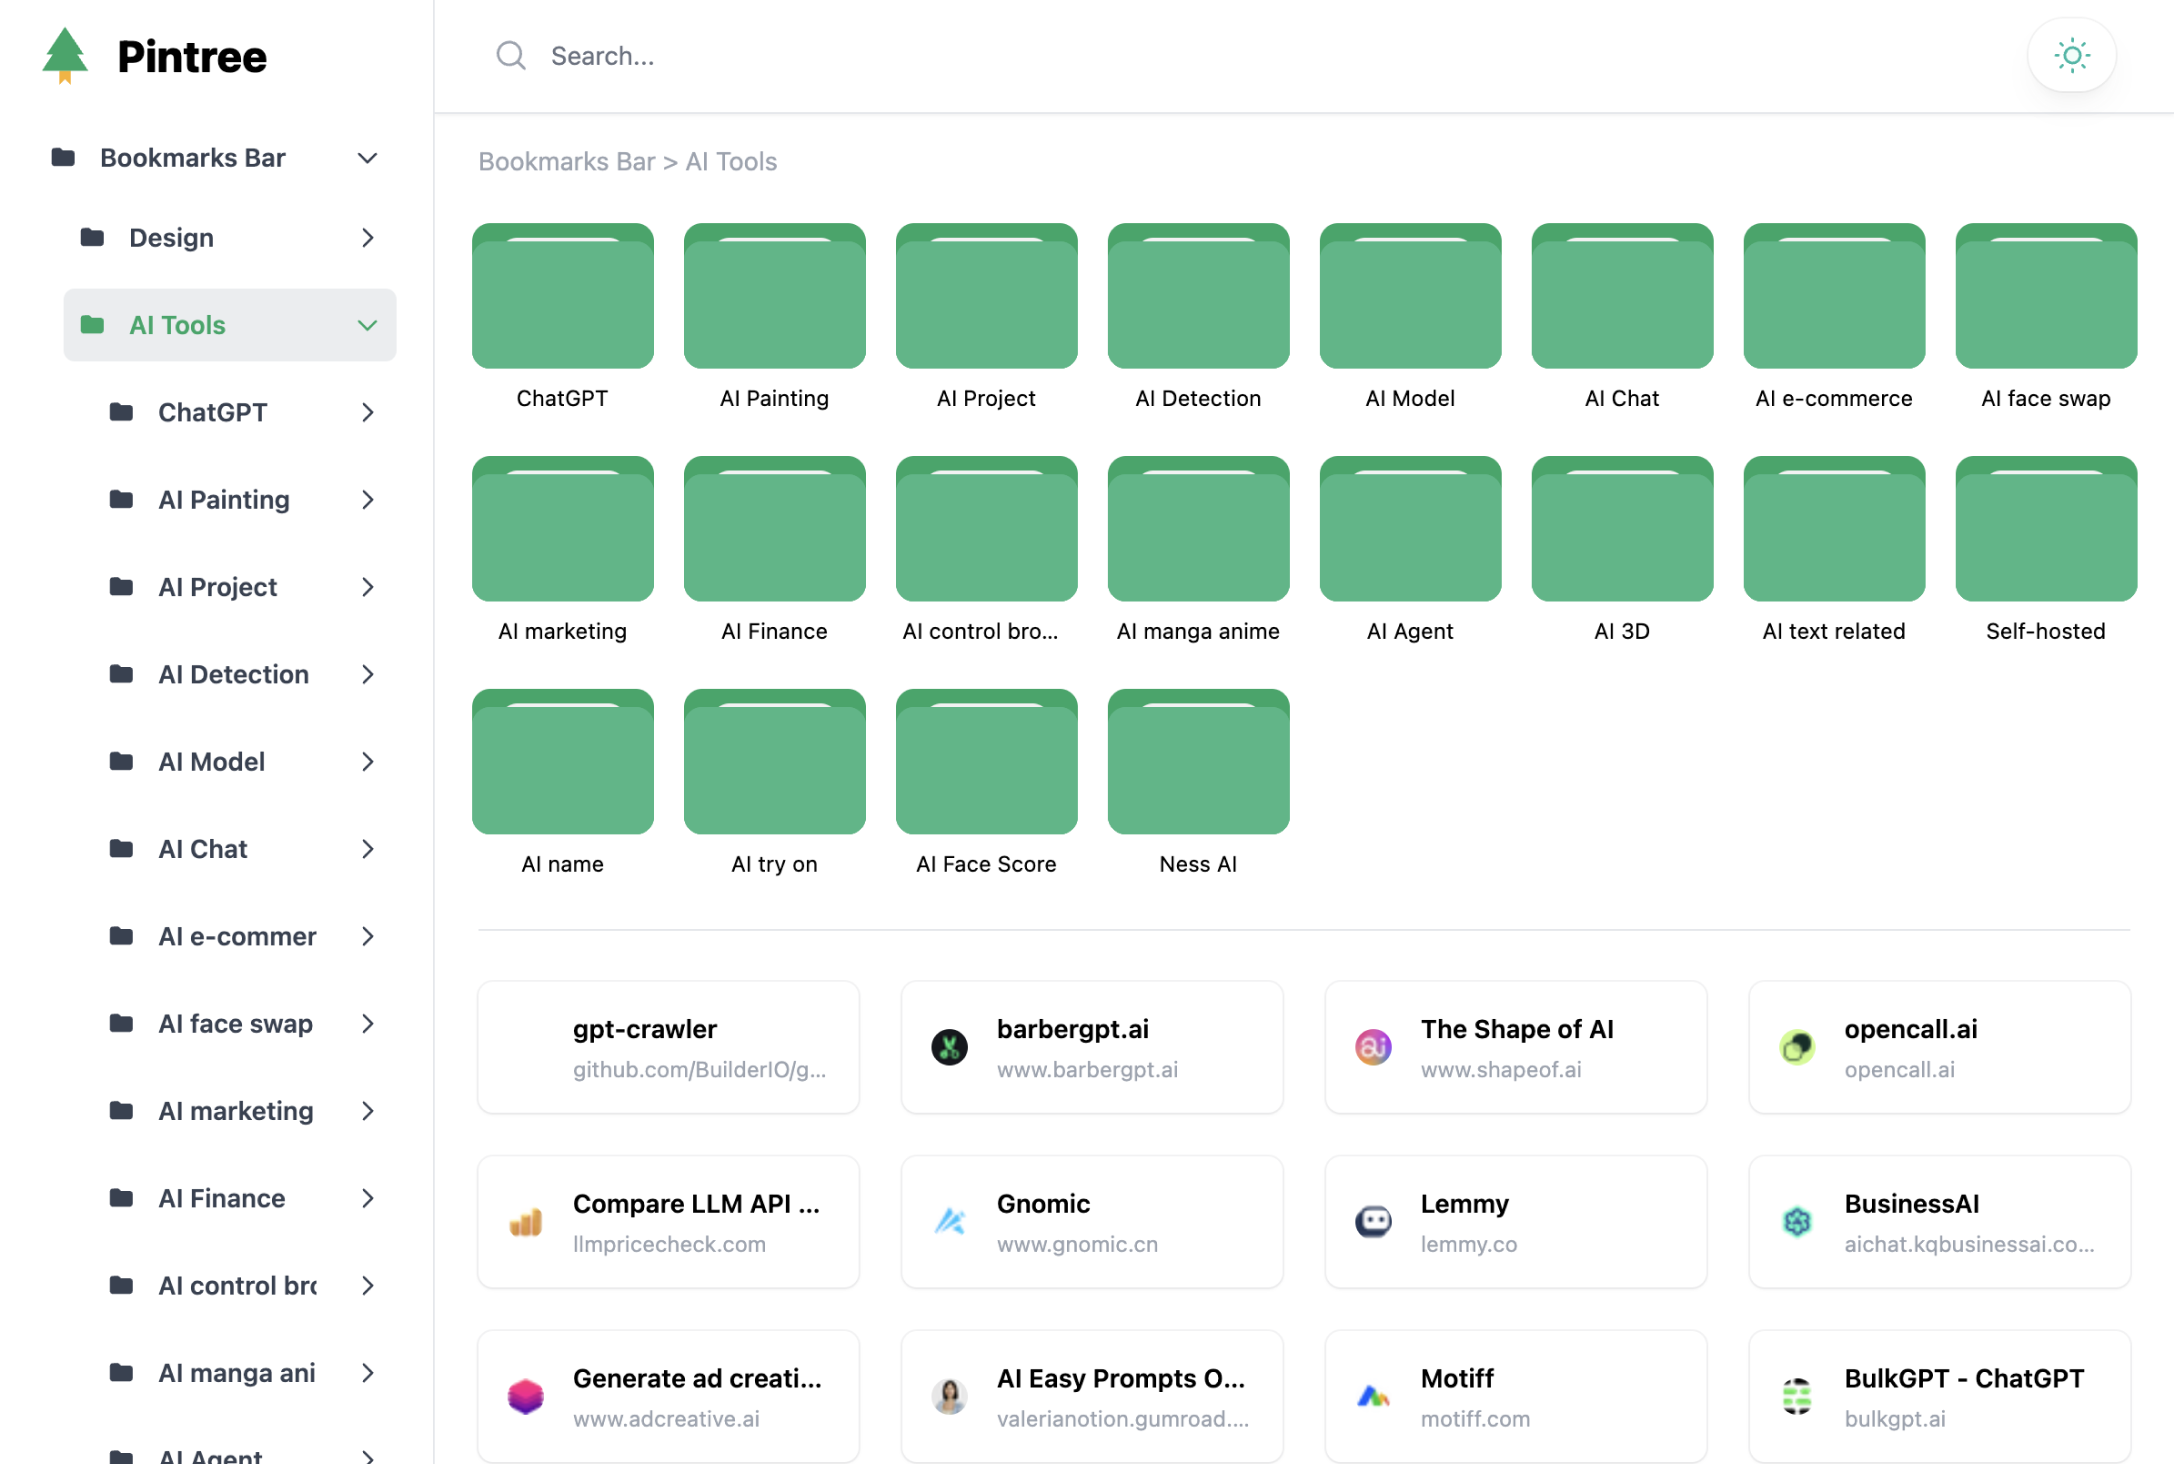 Pintree
Search...
Bookmarks Bar
Design
AI Tools
ChatGPT
AI Painting
AI Project
AI Detection
AI Model
AI Chat
AI e-commer
AI face swap
AI marketing
AI Finance
AI control bro
AI manga ani
AI Agent
Bookmarks Bar > AI Tools
ChatGPT
AI Painting
AI Project
AI Detection
AI Model
AI Chat
AI e-commerce
AI face swap
AI marketing
AI Finance
AI control bro...
AI manga anime
AI Agent
AI 3D
AI text related
Self-hosted
AI name
AI try on
AI Face Score
Ness AI
gpt-crawler
github.com/BuilderIO/g...
barbergpt.ai
www.barbergpt.ai
The Shape of AI
www.shapeof.ai
opencall.ai
opencall.ai
Compare LLM API ...
llmpricecheck.com
Gnomic
www.gnomic.cn
Lemmy
lemmy.co
BusinessAI
aichat.kqbusinessai.co...
Generate ad creati...
www.adcreative.ai
AI Easy Prompts O...
valerianotion.gumroad....
Motiff
motiff.com
BulkGPT - ChatGPT
bulkgpt.ai